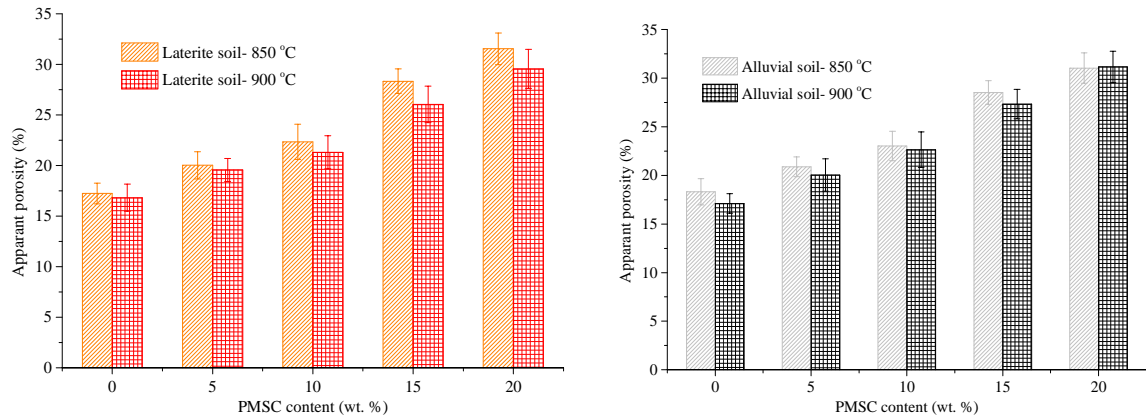 35
30
25
20
15
10
5
0
Apparant porosity (%)
Laterite soil- 850 °C
Laterite soil- 900 °C
0 5 10 15 20
PMSC content (wt. %)
35
30
25
20
15
10
5
0
Apparant porosity (%)
Alluvial soil- 850 °C
Alluvial soil- 900 °C
0 5 10 15 20
PMSC content (wt. %)